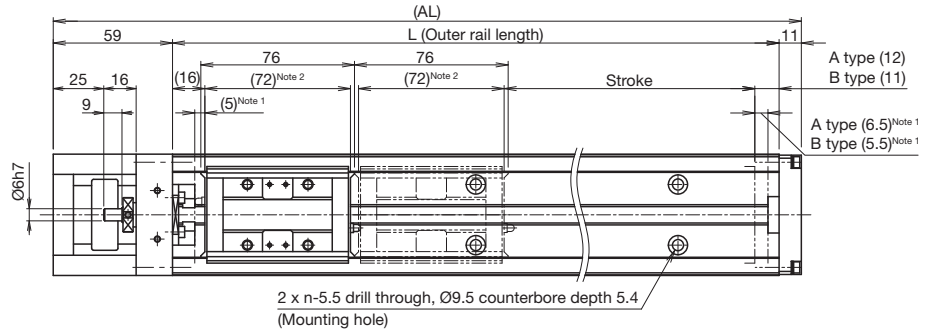 (AL)
59
L (Outer rail length)
11
76
76
A type (12)
B type (11)
25
16
(16)
(72)Note 2
(72)Note 2
Stroke
9
(5)Note 1
A type (6.5)Note 1
B type (5.5)Note 1
Ø6h7
2 x n-5.5 drill through, Ø9.5 counterbore depth 5.4
(Mounting hole)